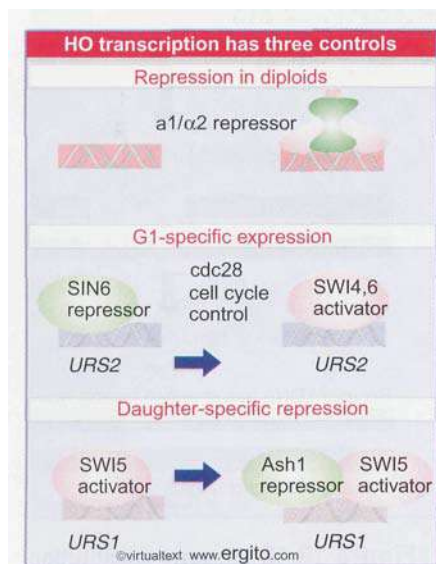 HO transcription has three controls
Repression in diploids
a1/α2 repressor
G1-specific expression
SIN6
repressor
cdc28
cell cycle
control
SWI4,6
activator
URS2
URS2
Daughter-specific repression
SWI5
activator
Ash1
repressor
SWI5
activator
URS1
URS1
©virtualtext www.ergito.com